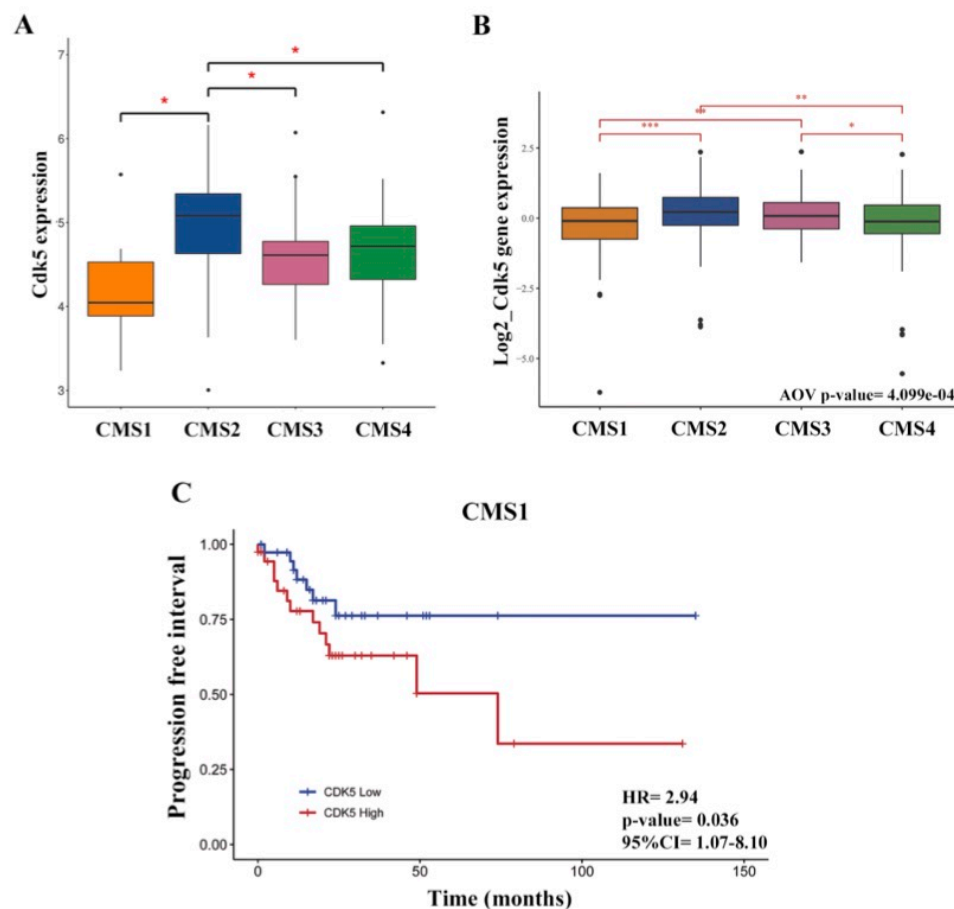 A
Cdk5 expression
7
6
5
4
3
*
*
*
CMS1 CMS2 CMS3 CMS4
B
Log2_Cdk5 gene expression
2.5
0.0
-2.5
-5.0
**
**
***
*
AOV p-value= 4.099e-04
CMS1 CMS2 CMS3 CMS4
C
CMS1
Progression free interval
1.00
0.75
0.50
0.25
0.00
CDK5 Low
CDK5 High
HR= 2.94
p-value= 0.036
95%CI= 1.07-8.10
0 50 100 150
Time (months)